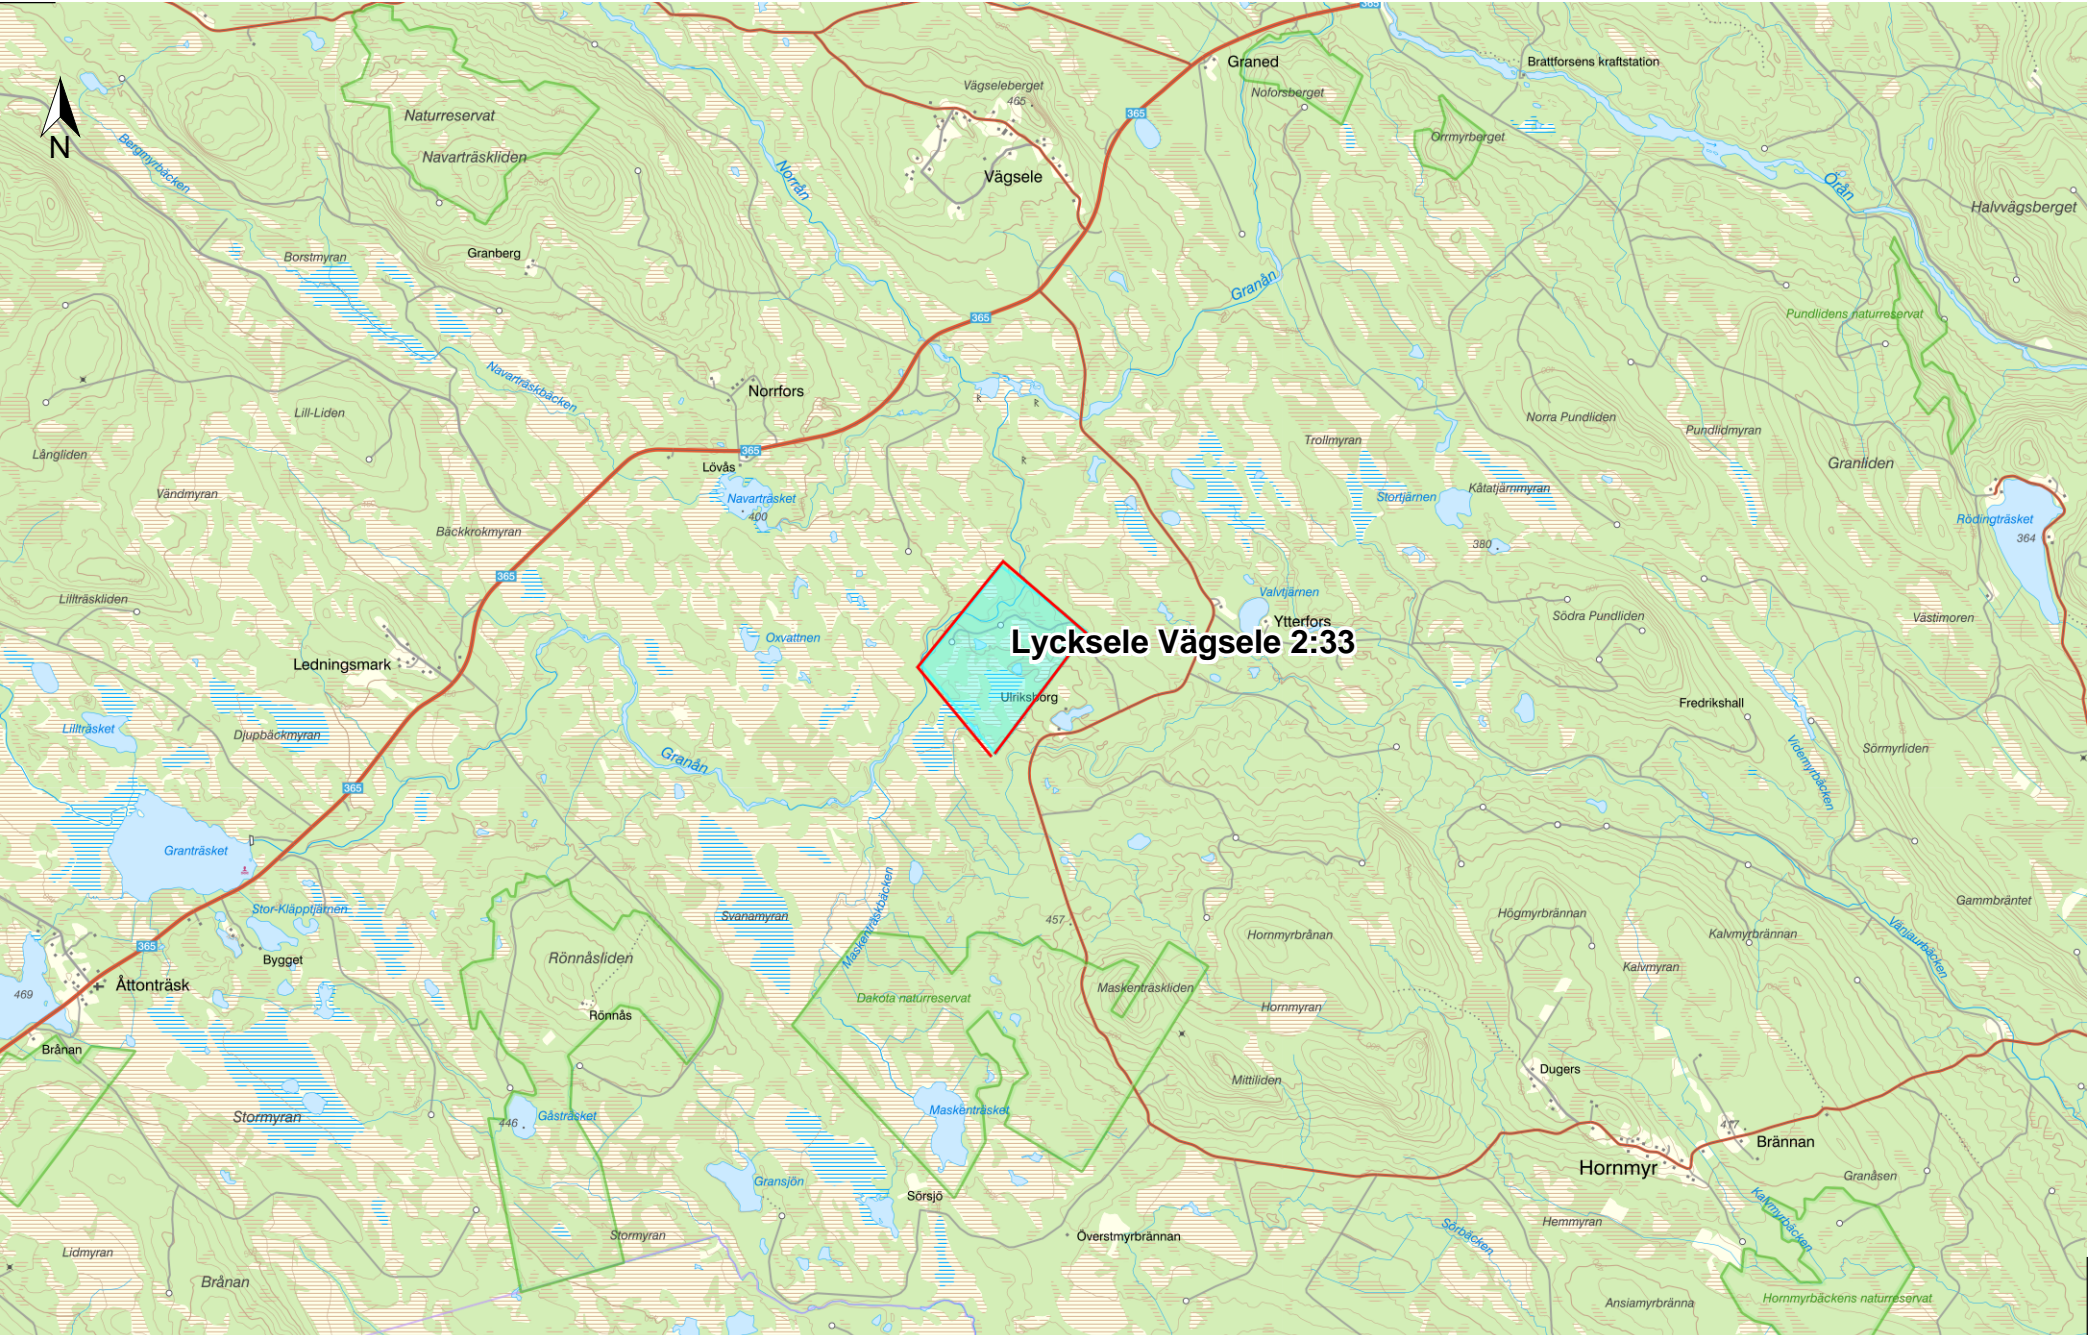 365
Graned
Brattforsens kraftstation
Vägseleberget
465
Noforsberget
N
Naturreservat
365
Orrmyrberget
Bergmyrbäcken
Navarträskliden
Norrån
Vägsele
Örån
Halvvägsberget
Granberg
Borstmyran
Granån
365
Pundlidens naturreservat
Navarträskbäcken
Norrfors
Lill-Liden
Norra Pundliden
Pundlidmyran
Trollmyran
Långliden
365
Lövås
Granliden
Vändmyran
Navarträsket
400
Stortjärnen
Kåtatjärnmyran
Bäckkrokmyran
Rödingträsket
364
380
365
Lillträskliden
Valvtjärnen
Ytterfors
Södra Pundliden
Västimoren
Oxvattnen
Lycksele Vägsele 2:33
Ledningsmark
Ulriksborg
Fredrikshall
Lillträsket
Djupbäckmyran
Sörmyrliden
Granån
Videmyrbäcken
365
Granträsket
Maskenträskbäcken
Stor-Kläpptjärnen
Svanamyran
457
Högmyrbrännan
Gammbräntet
Hornmyrbrånan
Kalvmyrbrännan
Vänjaurbäcken
365
Bygget
Rönnåsliden
Kalvmyran
Åttonträsk
469
Maskenträskliden
Dakota naturreservat
Hornmyran
Rönnås
Brånan
Dugers
Mittiliden
Stormyran
446
Gåsträsket
Maskenträsket
417
Brännan
Hornmyr
Granåsen
Gransjön
Sörsjö
Kalvmyrbäcken
Hemmyran
Sörbäcken
Stormyran
Överstmyrbrännan
Lidmyran
Brånan
Ansiamyrbränna
Hornmyrbäckens naturreservat